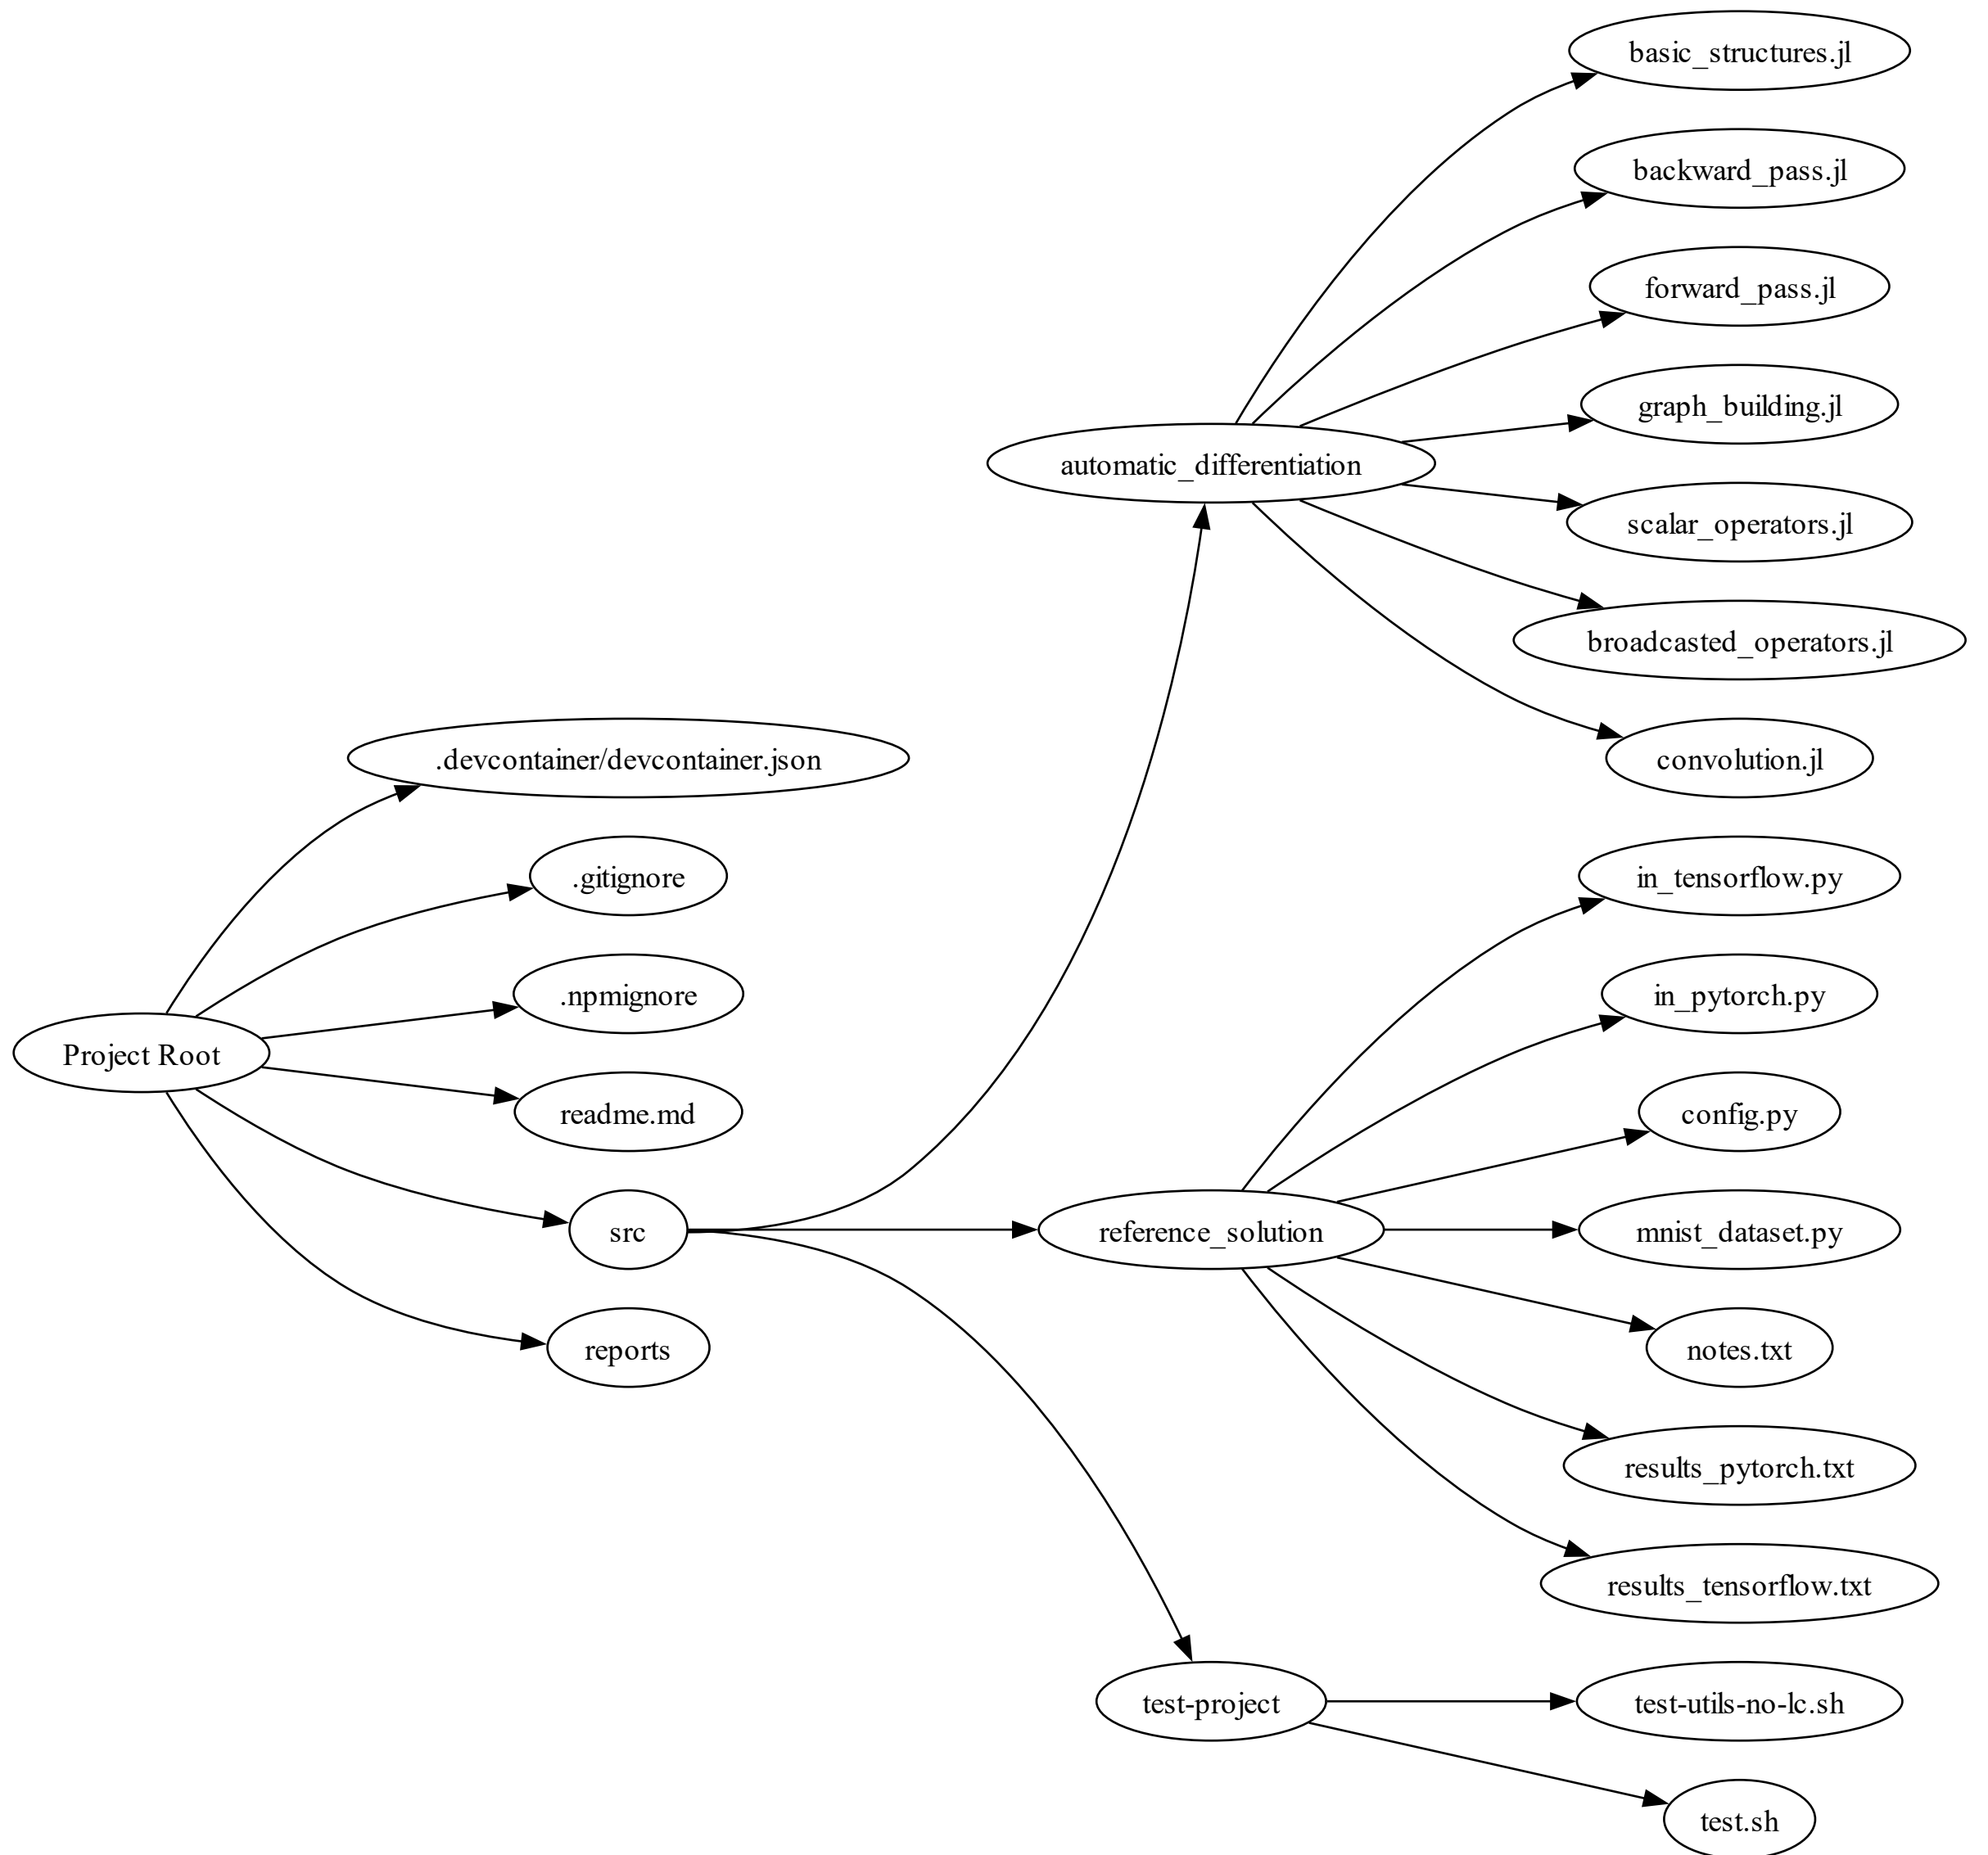 Project Root
.devcontainer/devcontainer.json
.gitignore
.npmignore
readme.md
src
reports
automatic_differentiation
reference_solution
test-project
basic_structures.jl
backward_pass.jl
forward_pass.jl
graph_building.jl
scalar_operators.jl
broadcasted_operators.jl
convolution.jl
in_tensorflow.py
in_pytorch.py
config.py
mnist_dataset.py
notes.txt
results_pytorch.txt
results_tensorflow.txt
test-utils-no-lc.sh
test.sh